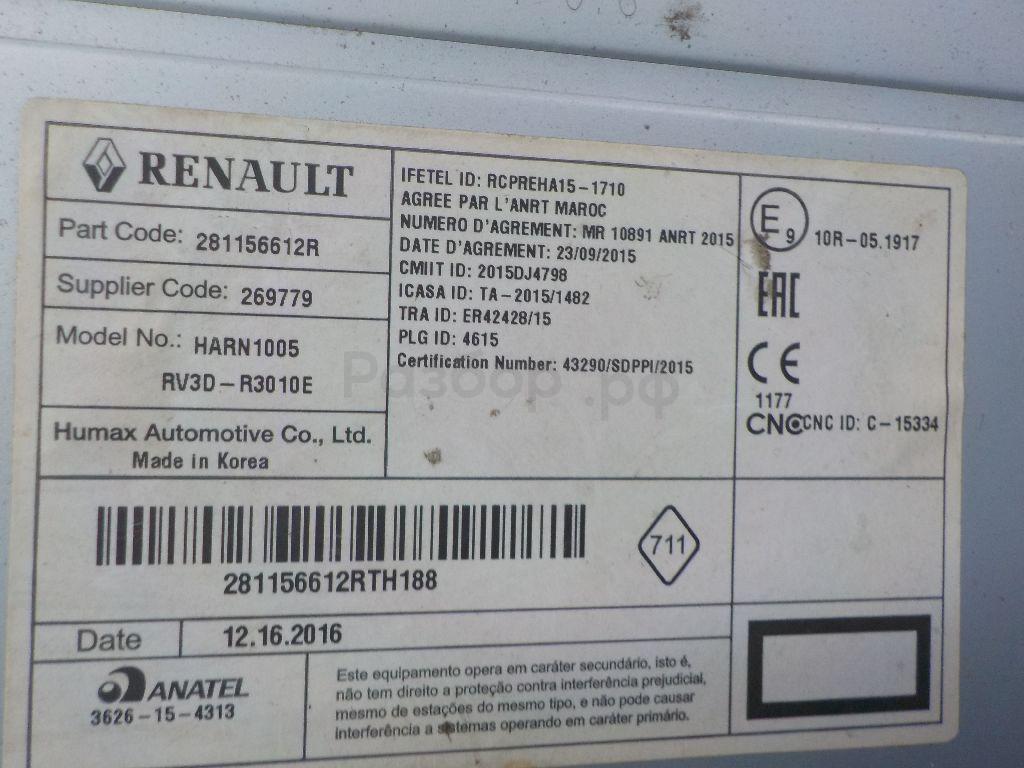 RENAULT
Part Code: 281156612R
Supplier Code: 269779
Model No.: HARN1005
RV3D-R3010E
Humax Automotive Co., Ltd.
Made in Korea
IFETEL ID: RCPREHA15-1710
AGREE PAR L'ANRT MAROC
NUMERO D'AGREMENT: MR 10891 ANRT 2015
DATE D'AGREMENT: 23/09/2015
CMIIT ID: 2015DJ4798
ICASA ID: TA-2015/1482
TRA ID: ER42428/15
PLG ID: 4615
Certification Number: 43290/SDPPI/2015
E9 10R-05.1917
EAC
CE
1177
CNC CNC ID: C-15334
281156612RTH188
711
Date 12.16.2016
ANATEL
3626-15-4313
Este equipamento opera em caráter secundário, isto é,
não tem direito a proteção contra interferência prejudicial,
mesmo de estações do mesmo tipo, e não pode causar
interferência a sistemas operando em caráter primário.
Разбор.рф